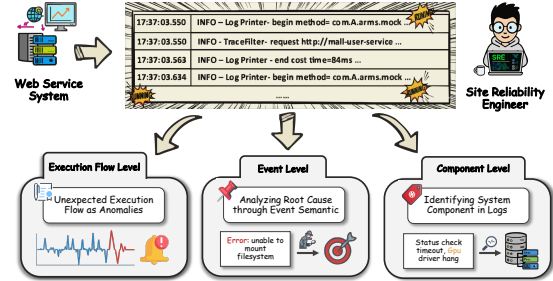 17:37:03.550 INFO – Log Printer- begin method= com.A.arms.mock ...
17:37:03.550 INFO - TraceFilter- request http://mall-user-service ...
17:37:03.563 INFO – Log Printer - end cost time=84ms ...
17:37:03.634 INFO – Log Printer- begin method= com.A.arms.mock ...
......
RUNNING
RUNNING
RUNNING
Web Service
System
SRE
Site Reliability
Engineer
Execution Flow Level
Unexpected Execution
Flow as Anomalies
Event Level
Analyzing Root Cause
through Event Semantic
Error: unable to
mount
filesystem
Component Level
Identifying System
Component in Logs
Status check
timeout, Gpu
driver hang